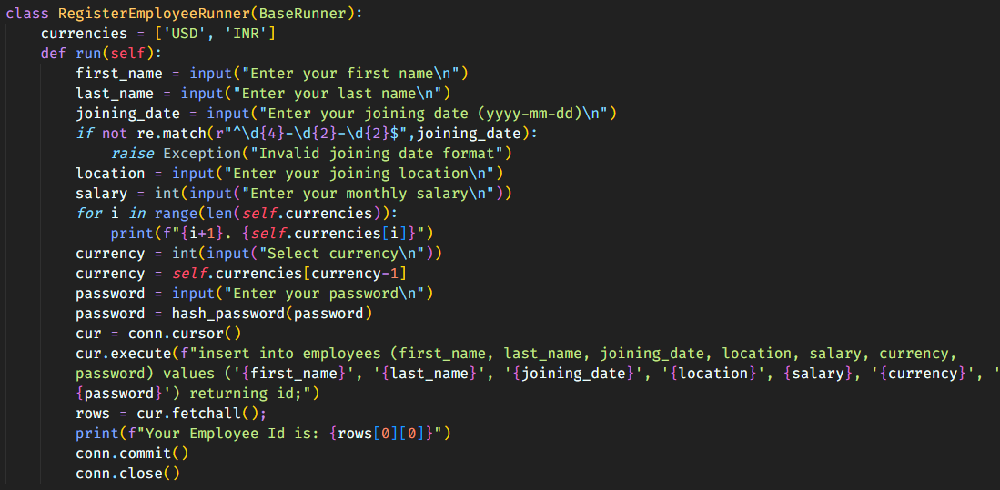 class RegisterEmployeeRunner(BaseRunner):
    currencies = ['USD', 'INR']
    def run(self):
        first_name = input("Enter your first name\n")
        last_name = input("Enter your last name\n")
        joining_date = input("Enter your joining date (yyyy-mm-dd)\n")
        if not re.match(r"^\d{4}-\d{2}-\d{2}$",joining_date):
            raise Exception("Invalid joining date format")
        location = input("Enter your joining location\n")
        salary = int(input("Enter your monthly salary\n"))
        for i in range(len(self.currencies)):
            print(f"{i+1}. {self.currencies[i]}")
        currency = int(input("Select currency\n"))
        currency = self.currencies[currency-1]
        password = input("Enter your password\n")
        password = hash_password(password)
        cur = conn.cursor()
        cur.execute(f"insert into employees (first_name, last_name, joining_date, location, salary, currency,
        password) values ('{first_name}', '{last_name}', '{joining_date}', '{location}', {salary}, '{currency}', '
        {password}') returning id;")
        rows = cur.fetchall();
        print(f"Your Employee Id is: {rows[0][0]}")
        conn.commit()
        conn.close()